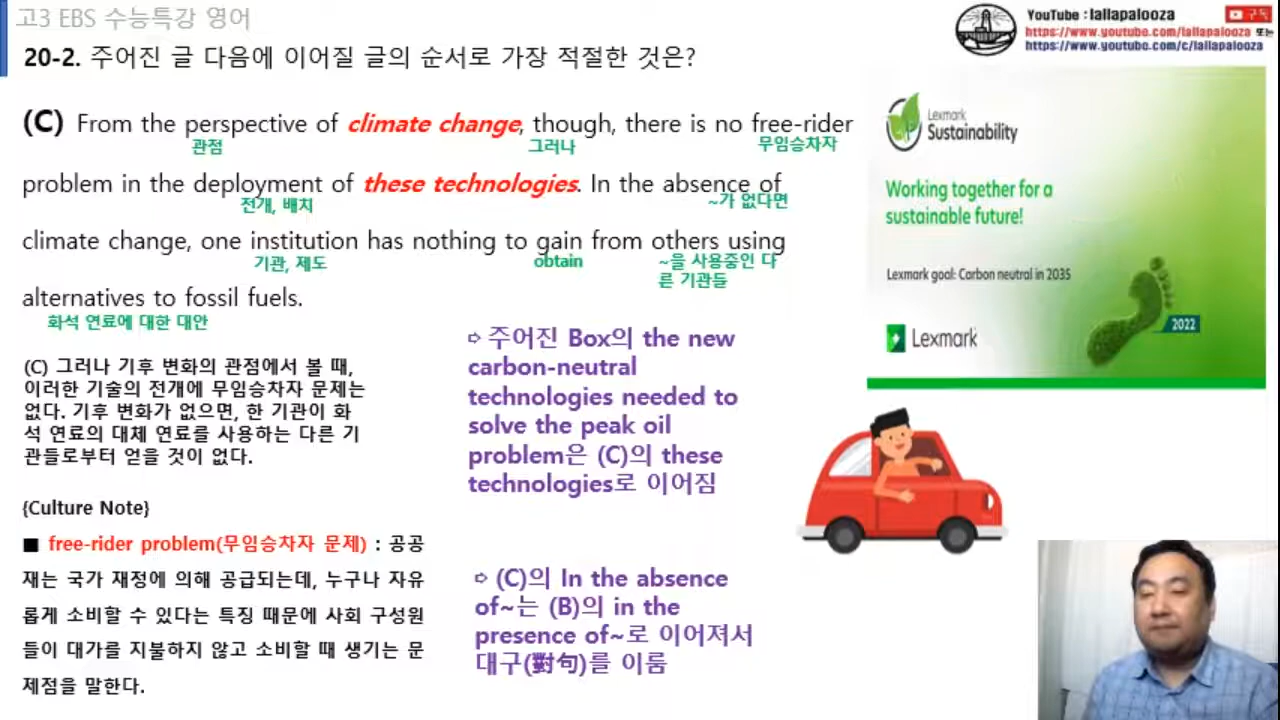 고3 EBS 수능특강 영어
YouTube : lallapalooza
구독
https://www.youtube.com/lallapalooza 또는
https://www.youtube.com/c/lallapalooza
20-2. 주어진 글 다음에 이어질 글의 순서로 가장 적절한 것은?
(C) From the perspective of climate change, though, there is no free-rider
관점
그러나
무임승차자
problem in the deployment of these technologies. In the absence of
전개, 배치
~가 없다면
climate change, one institution has nothing to gain from others using
기관, 제도
obtain
~을 사용중인 다
른 기관들
alternatives to fossil fuels.
화석 연료에 대한 대안
(C) 그러나 기후 변화의 관점에서 볼 때,
이러한 기술의 전개에 무임승차자 문제는
없다. 기후 변화가 없으면, 한 기관이 화
석 연료의 대체 연료를 사용하는 다른 기
관들로부터 얻을 것이 없다.
{Culture Note}
■ free-rider problem(무임승차자 문제) : 공공
재는 국가 재정에 의해 공급되는데, 누구나 자유
롭게 소비할 수 있다는 특징 때문에 사회 구성원
들이 대가를 지불하지 않고 소비할 때 생기는 문
제점을 말한다.
⇨ 주어진 Box의 the new
carbon-neutral
technologies needed to
solve the peak oil
problem은 (C)의 these
technologies로 이어짐
⇨ (C)의 In the absence
of~는 (B)의 in the
presence of~로 이어져서
대구(對句)를 이룸
Lexmark
Sustainability
Working together for a
sustainable future!
Lexmark goal: Carbon neutral in 2035
2022
Lexmark